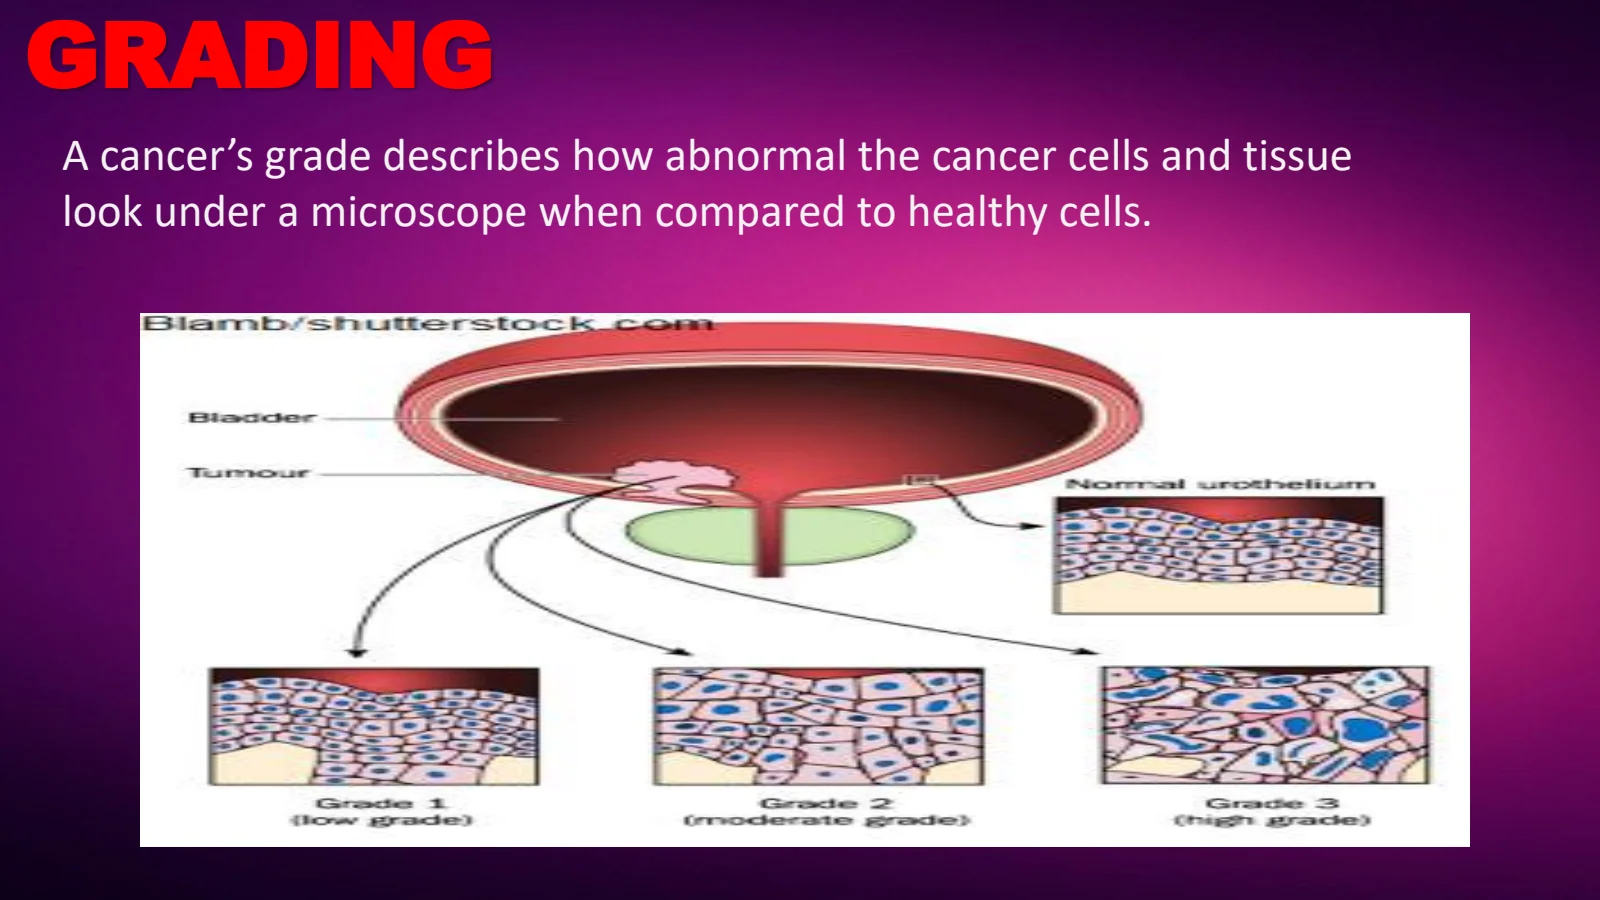 GRADING
A cancer’s grade describes how abnormal the cancer cells and tissue
look under a microscope when compared to healthy cells.
Blamb/shutterstock.com
Bladder
Tumour
Normal urothelium
Grade 1
(low grade)
Grade 2
(moderate grade)
Grade 3
(high grade)